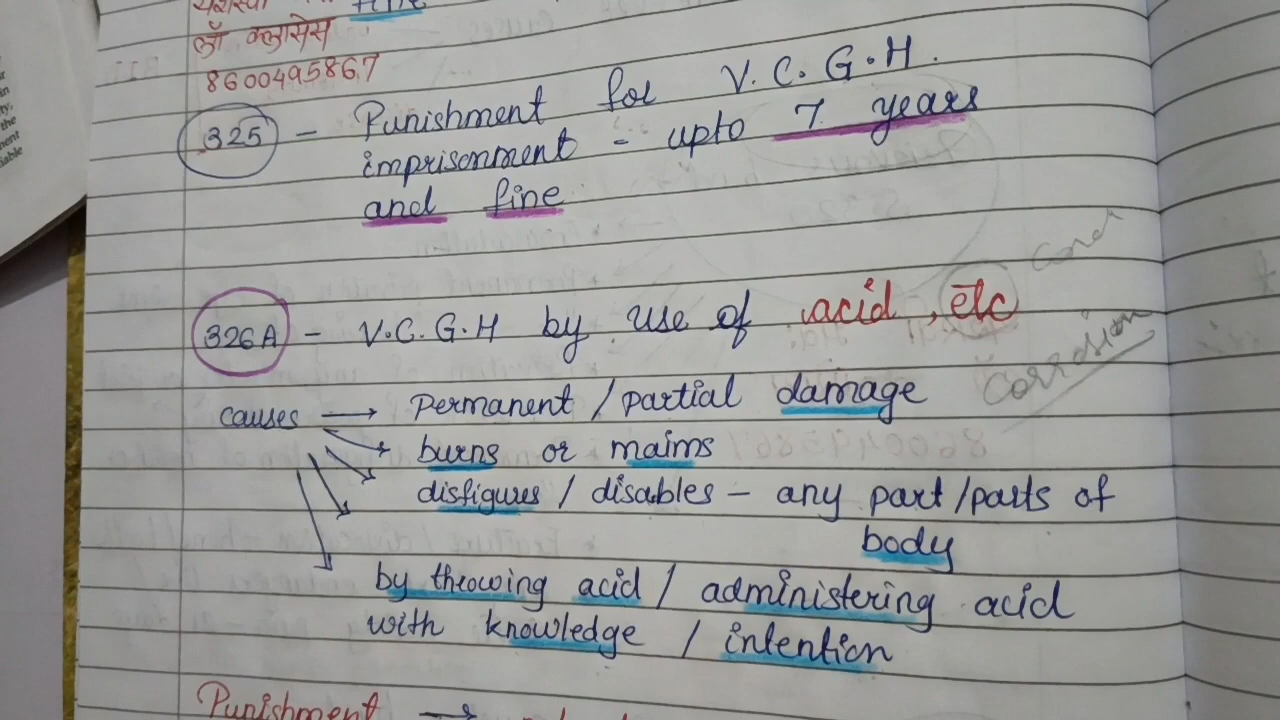 यशस्वी
लॉ क्लासेस
8600495867
325 - Punishment for V.C.G.H.
imprisonment - upto 7 years
and fine
326A - V.C.G.H by use of acid, etc
Corrosion
causes → Permanent / partial damage
burns or maims
disfigures / disables - any part/parts of
body
by throwing acid / administering acid
with knowledge / intention
Punishment →